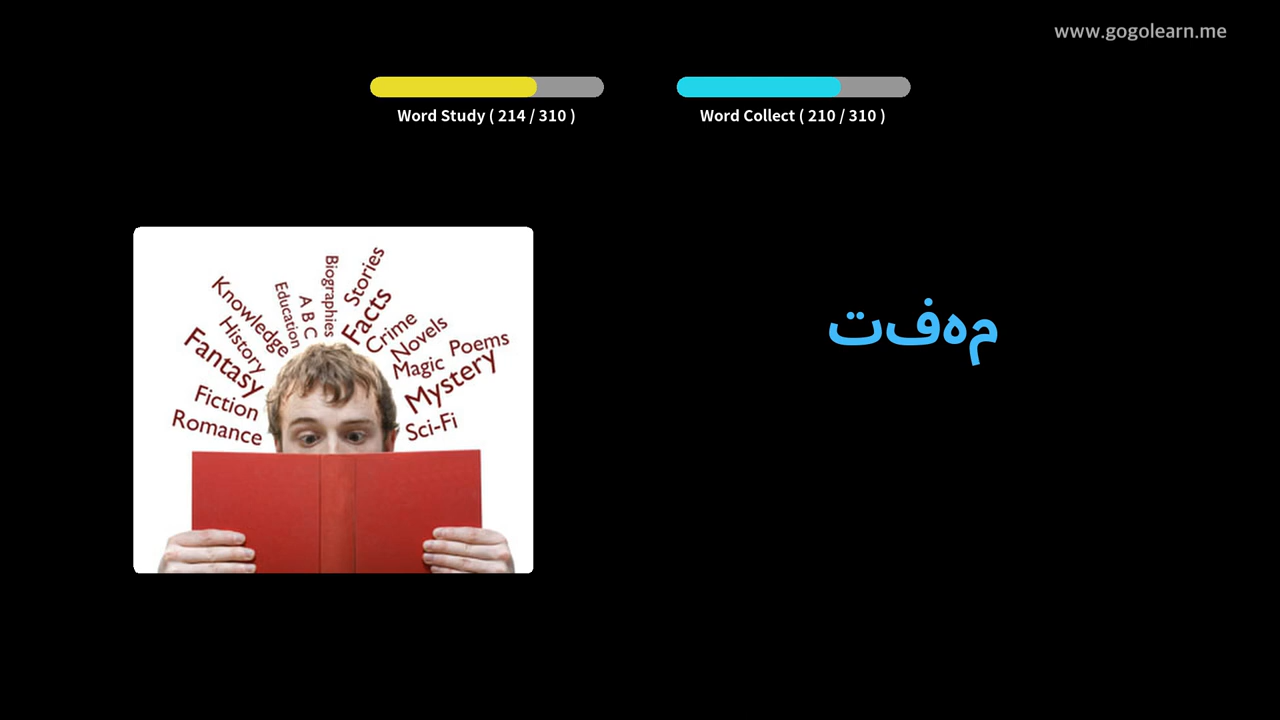 www.gogolearn.me
Word Study ( 214 / 310 )
Word Collect ( 210 / 310 )
Biographies
Stories
Knowledge
Education
A B C
Facts
History
Crime
Novels
Fantasy
Magic
Poems
Mystery
Fiction
Romance
Sci-Fi
مهفت